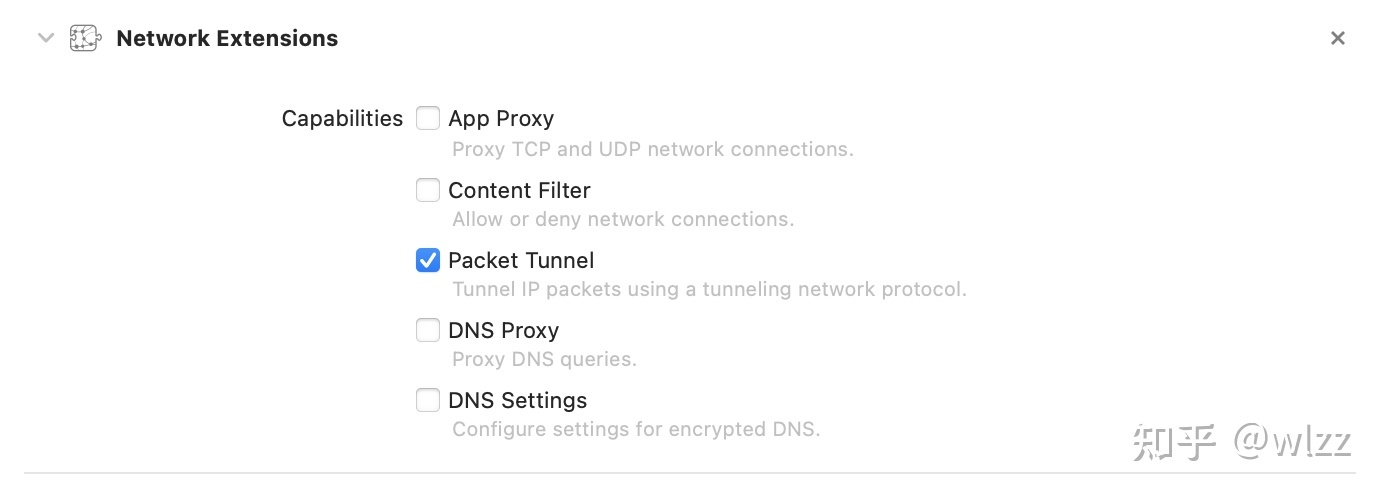 Network Extensions
Capabilities App Proxy
Proxy TCP and UDP network connections.
Content Filter
Allow or deny network connections.
Packet Tunnel
Tunnel IP packets using a tunneling network protocol.
DNS Proxy
Proxy DNS queries.
DNS Settings
Configure settings for encrypted DNS.
知乎 @wlzz